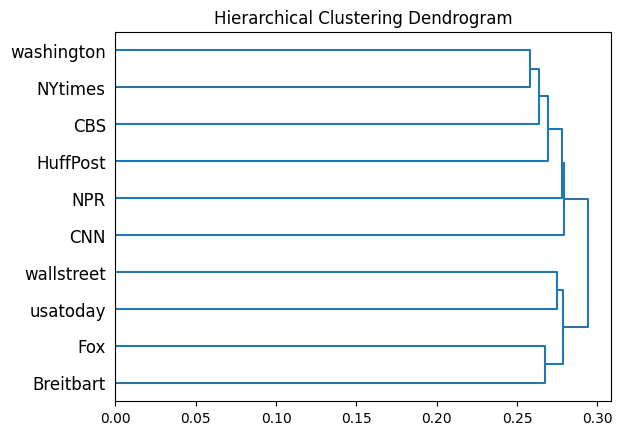 Hierarchical Clustering Dendrogram
washington
NYtimes
CBS
HuffPost
NPR
CNN
wallstreet
usatoday
Fox
Breitbart
0.00 0.05 0.10 0.15 0.20 0.25 0.30